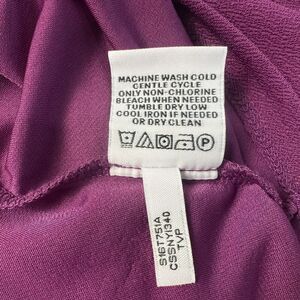 MACHINE WASH COLD
GENTLE CYCLE
ONLY NON-CHLORINE
BLEACH WHEN NEEDED
TUMBLE DRY LOW
COOL IRON IF NEEDED
OR DRY CLEAN
P
S16T751A
CSSNY1340
TVP